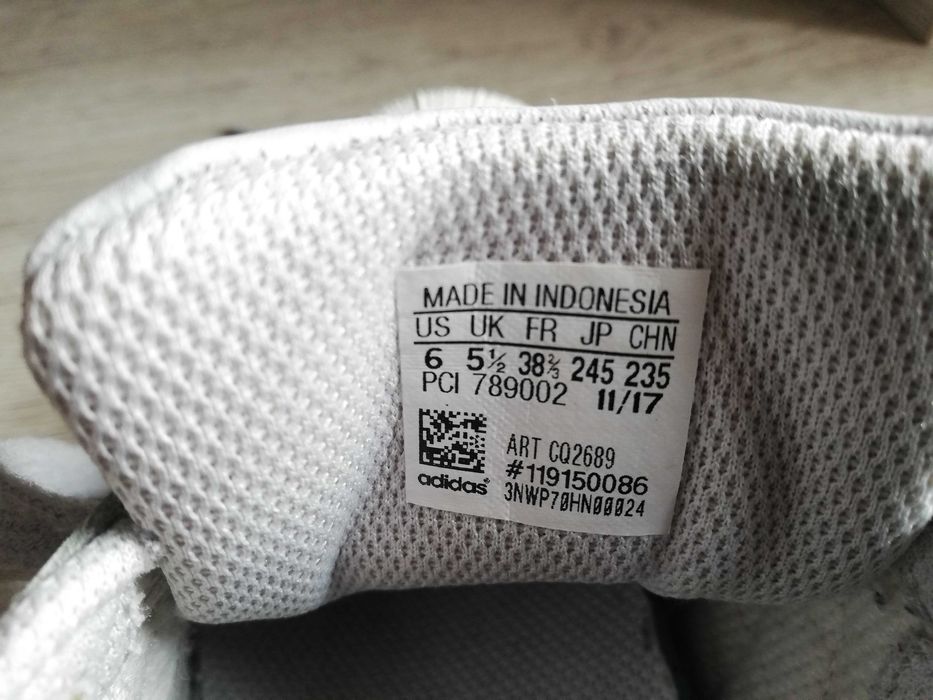 MADE IN INDONESIA
US UK FR JP CHN
6 5½ 38⅔ 245 235
PCI 789002 11/17
ART CQ2689
#119150086
adidas® 3NWP70HN00024